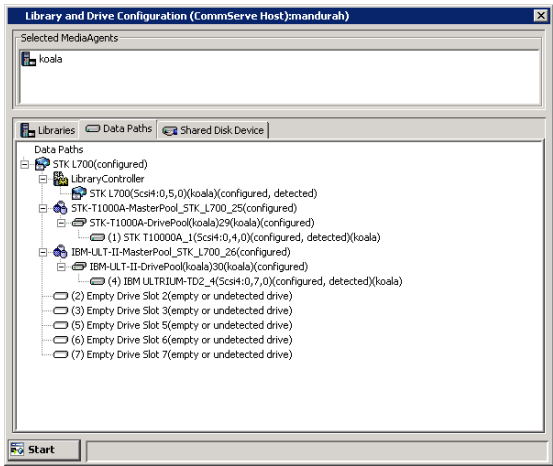 Library and Drive Configuration (CommServe Host):mandurah)
Selected MediaAgents
koala
Libraries
Data Paths
Shared Disk Device
Data Paths
STK L700(configured)
LibraryController
STK L700(Scsi4:0,5,0)(koala)(configured, detected)
STK-T1000A-MasterPool_STK_L700_25(configured)
STK-T1000A-DrivePool(koala)29(koala)(configured)
(1) STK T10000A_1(Scsi4:0,4,0)(configured, detected)(koala)
IBM-ULT-II-MasterPool_STK_L700_26(configured)
IBM-ULT-II-DrivePool(koala)30(koala)(configured)
(4) IBM ULTRIUM-TD2_4(Scsi4:0,7,0)(configured, detected)(koala)
(2) Empty Drive Slot 2(empty or undetected drive)
(3) Empty Drive Slot 3(empty or undetected drive)
(5) Empty Drive Slot 5(empty or undetected drive)
(6) Empty Drive Slot 6(empty or undetected drive)
(7) Empty Drive Slot 7(empty or undetected drive)
Start